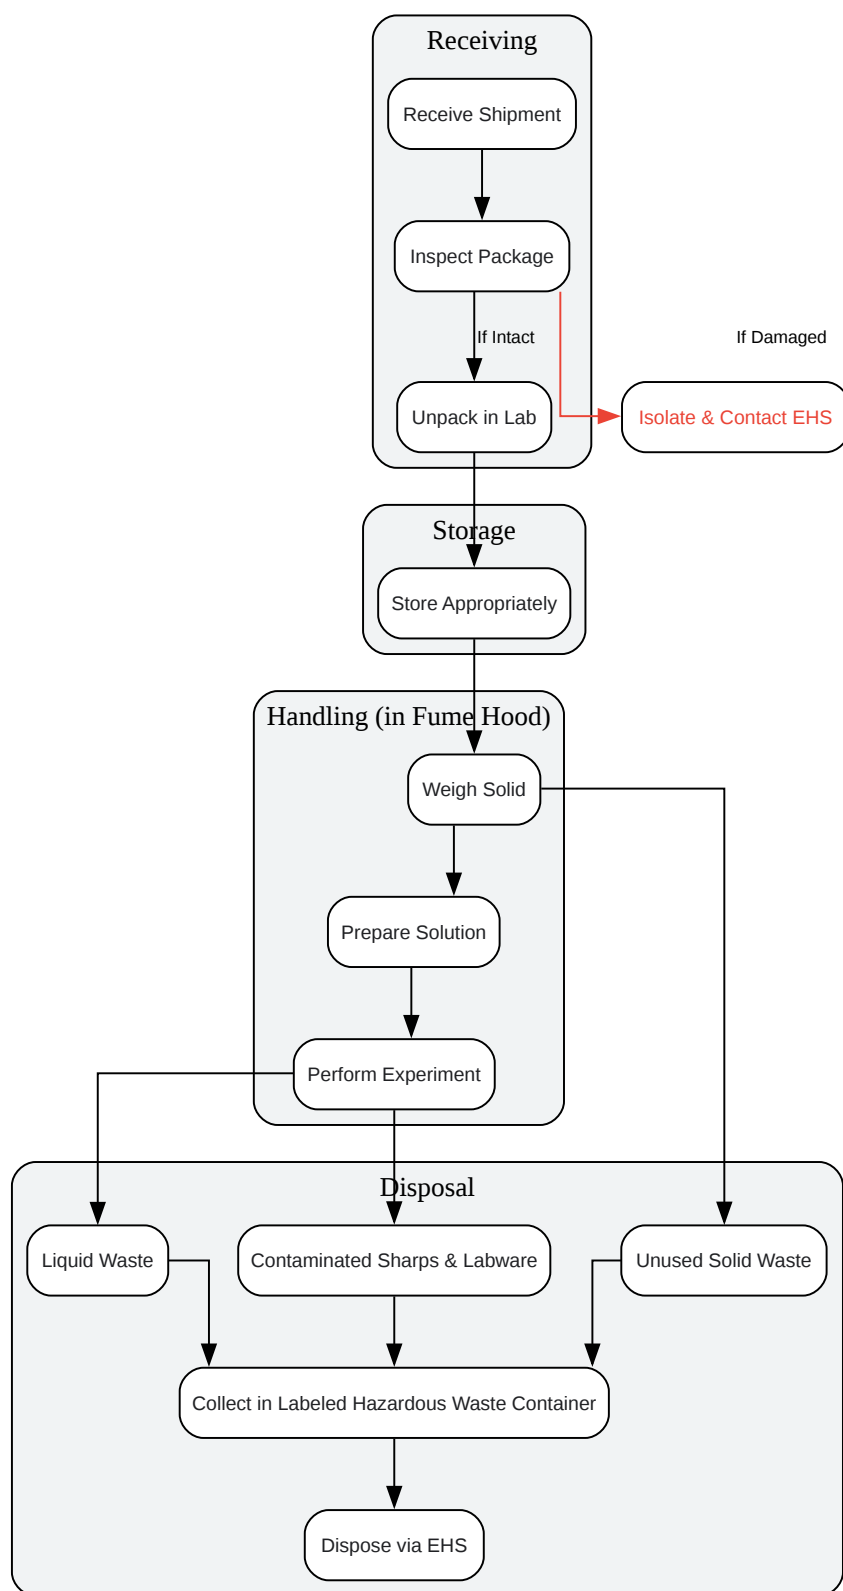 Receiving
Receive Shipment
Inspect Package
If Intact
If Damaged
Unpack in Lab
Isolate & Contact EHS
Storage
Store Appropriately
Handling (in Fume Hood)
Weigh Solid
Prepare Solution
Perform Experiment
Disposal
Liquid Waste
Contaminated Sharps & Labware
Unused Solid Waste
Collect in Labeled Hazardous Waste Container
Dispose via EHS